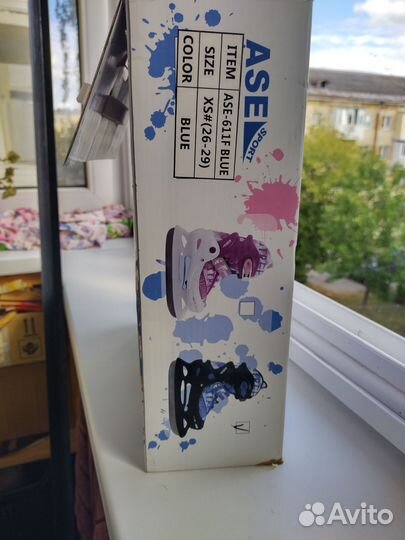 ASE
SPORT
ITEM ASE-611F BLUE
SIZE XS#(26-29)
COLOR BLUE
Avito